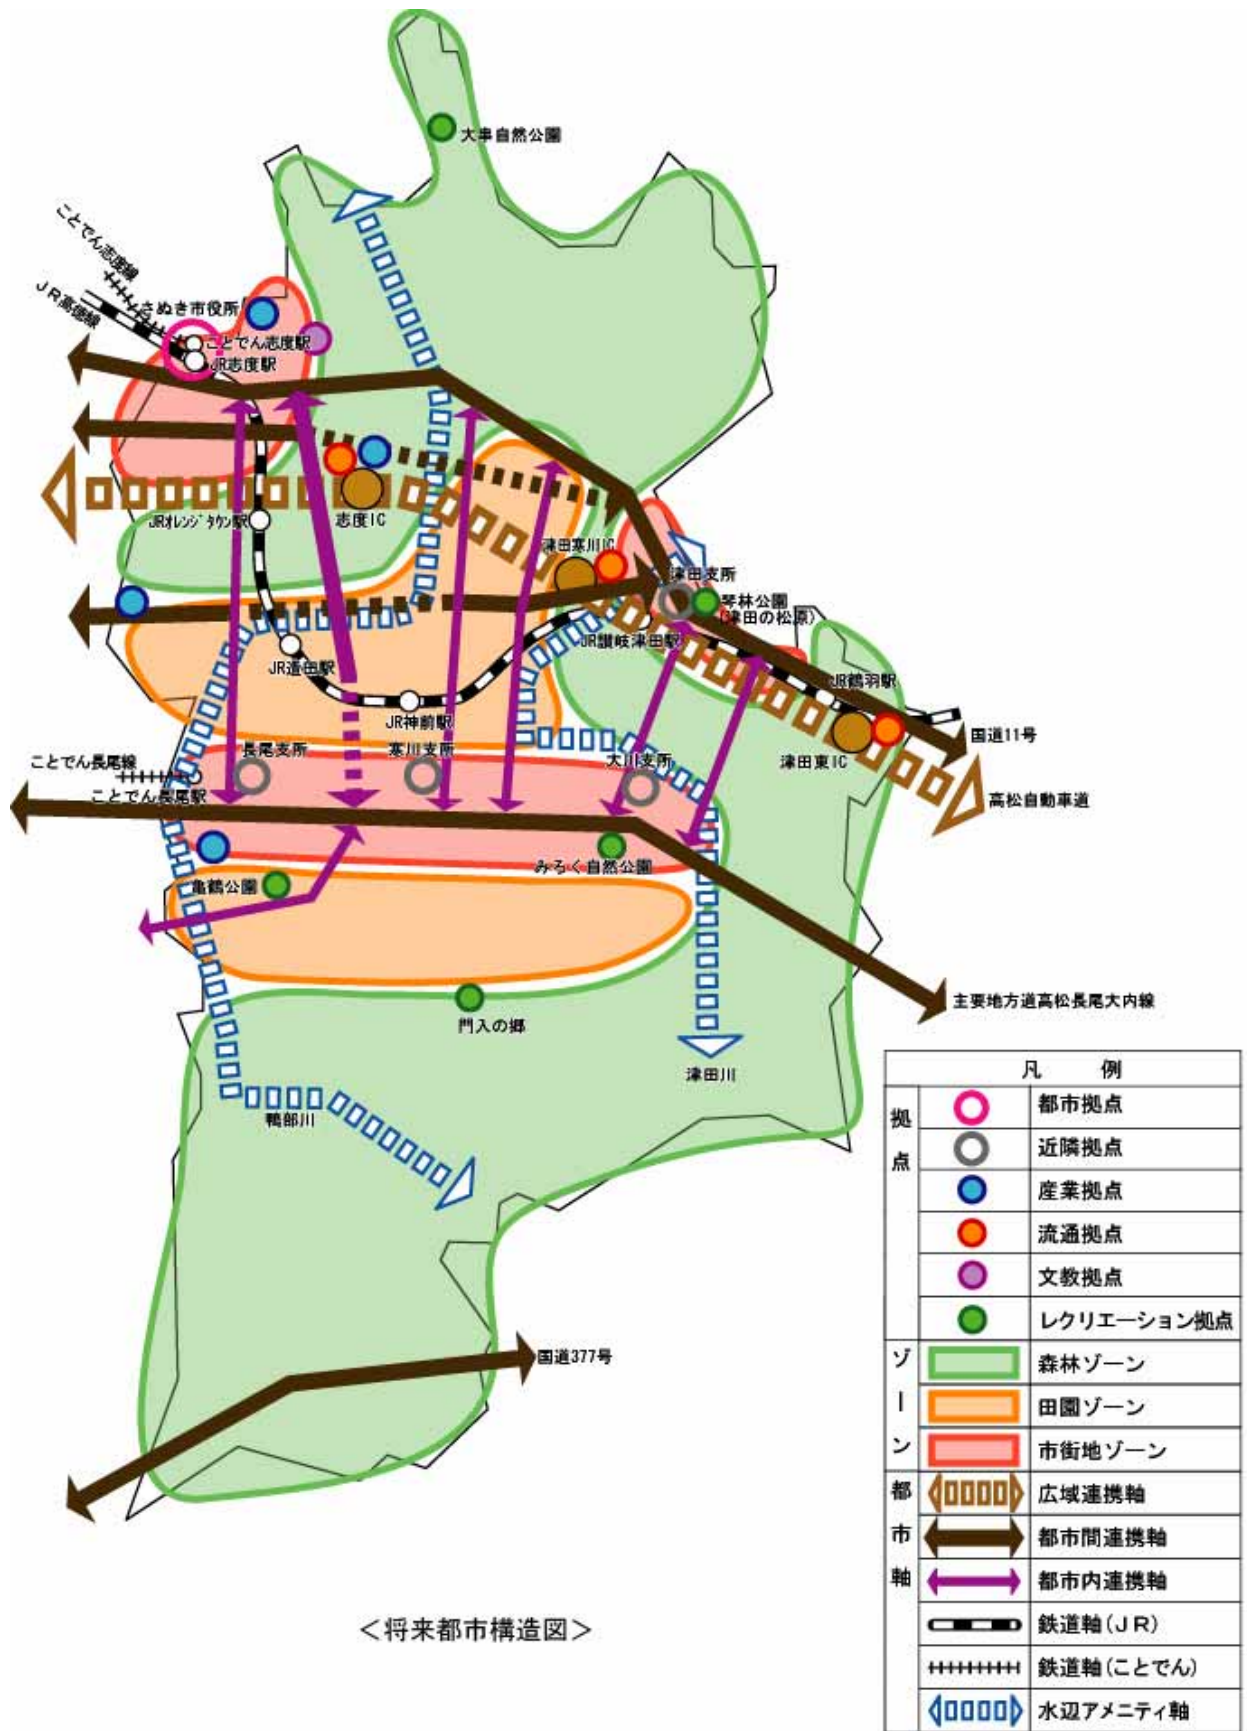 大串自然公園
ことでん志度線
JR高徳線
さぬき市役所
ことでん志度駅
JR志度駅
JRオレンジタウン駅
志度IC
津田寒川IC
津田支所
琴林公園
(津田の松原)
JR讃岐津田駅
JR造田駅
JR鶴羽駅
JR神前駅
国道11号
長尾支所
寒川支所
大川支所
津田東IC
ことでん長尾線
ことでん長尾駅
高松自動車道
みろく自然公園
亀鶴公園
主要地方道高松長尾大内線
門入の郷
津田川
鴨部川
国道377号
＜将来都市構造図＞
凡 例
拠点
都市拠点
近隣拠点
産業拠点
流通拠点
文教拠点
レクリエーション拠点
ゾーン
森林ゾーン
田園ゾーン
市街地ゾーン
都市軸
広域連携軸
都市間連携軸
都市内連携軸
鉄道軸(JR)
鉄道軸(ことでん)
水辺アメニティ軸